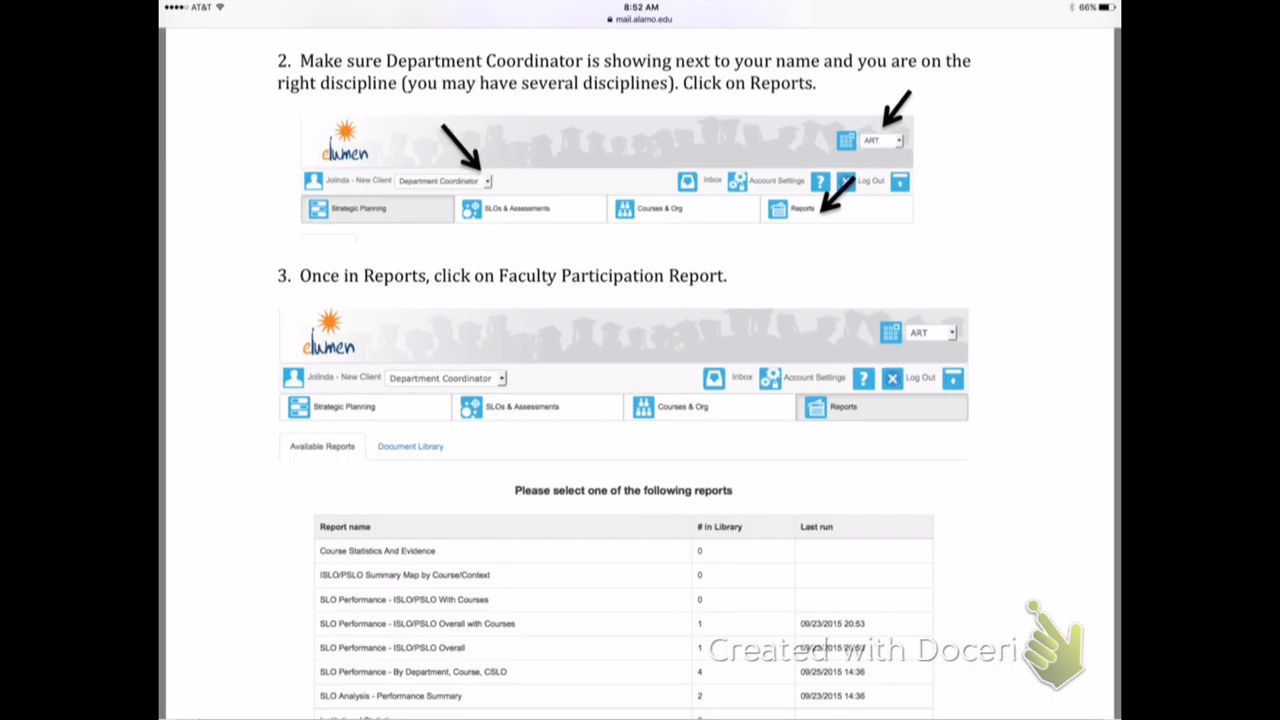 AT&T 8:52 AM 66%
mail.alamo.edu
2. Make sure Department Coordinator is showing next to your name and you are on the
right discipline (you may have several disciplines). Click on Reports.
elumen ART
Jolinda - New Client Department Coordinator Inbox Account Settings ? Log Out
Strategic Planning SLOs & Assessments Courses & Org Reports
3. Once in Reports, click on Faculty Participation Report.
elumen ART
Jolinda - New Client Department Coordinator Inbox Account Settings ? Log Out
Strategic Planning SLOs & Assessments Courses & Org Reports
Available Reports Document Library
Please select one of the following reports
Report name # in Library Last run
Course Statistics And Evidence 0
ISLO/PSLO Summary Map by Course/Context 0
SLO Performance - ISLO/PSLO With Courses 0
SLO Performance - ISLO/PSLO Overall with Courses 1 09/23/2015 20:53
SLO Performance - ISLO/PSLO Overall 1
Created with Doceri
SLO Performance - By Department, Course, CSLO 4 09/25/2015 14:36
SLO Analysis - Performance Summary 2 09/23/2015 14:36